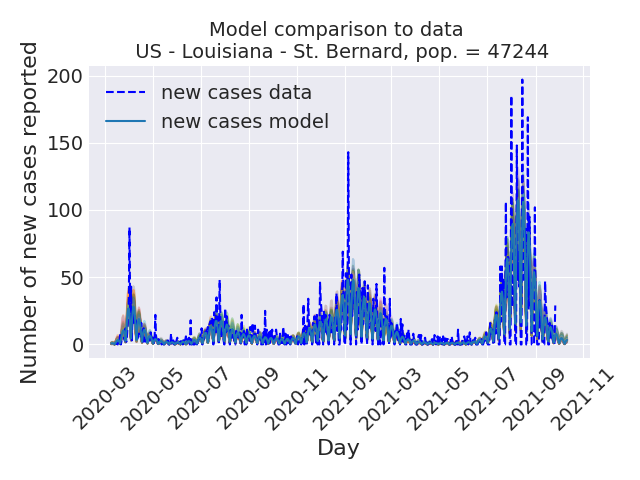 Model comparison to data
US - Louisiana - St. Bernard, pop. = 47244
Number of new cases reported
200
150
100
50
0
new cases data
new cases model
2020-03
2020-05
2020-07
2020-09
2020-11
2021-01
2021-03
2021-05
2021-07
2021-09
2021-11
Day